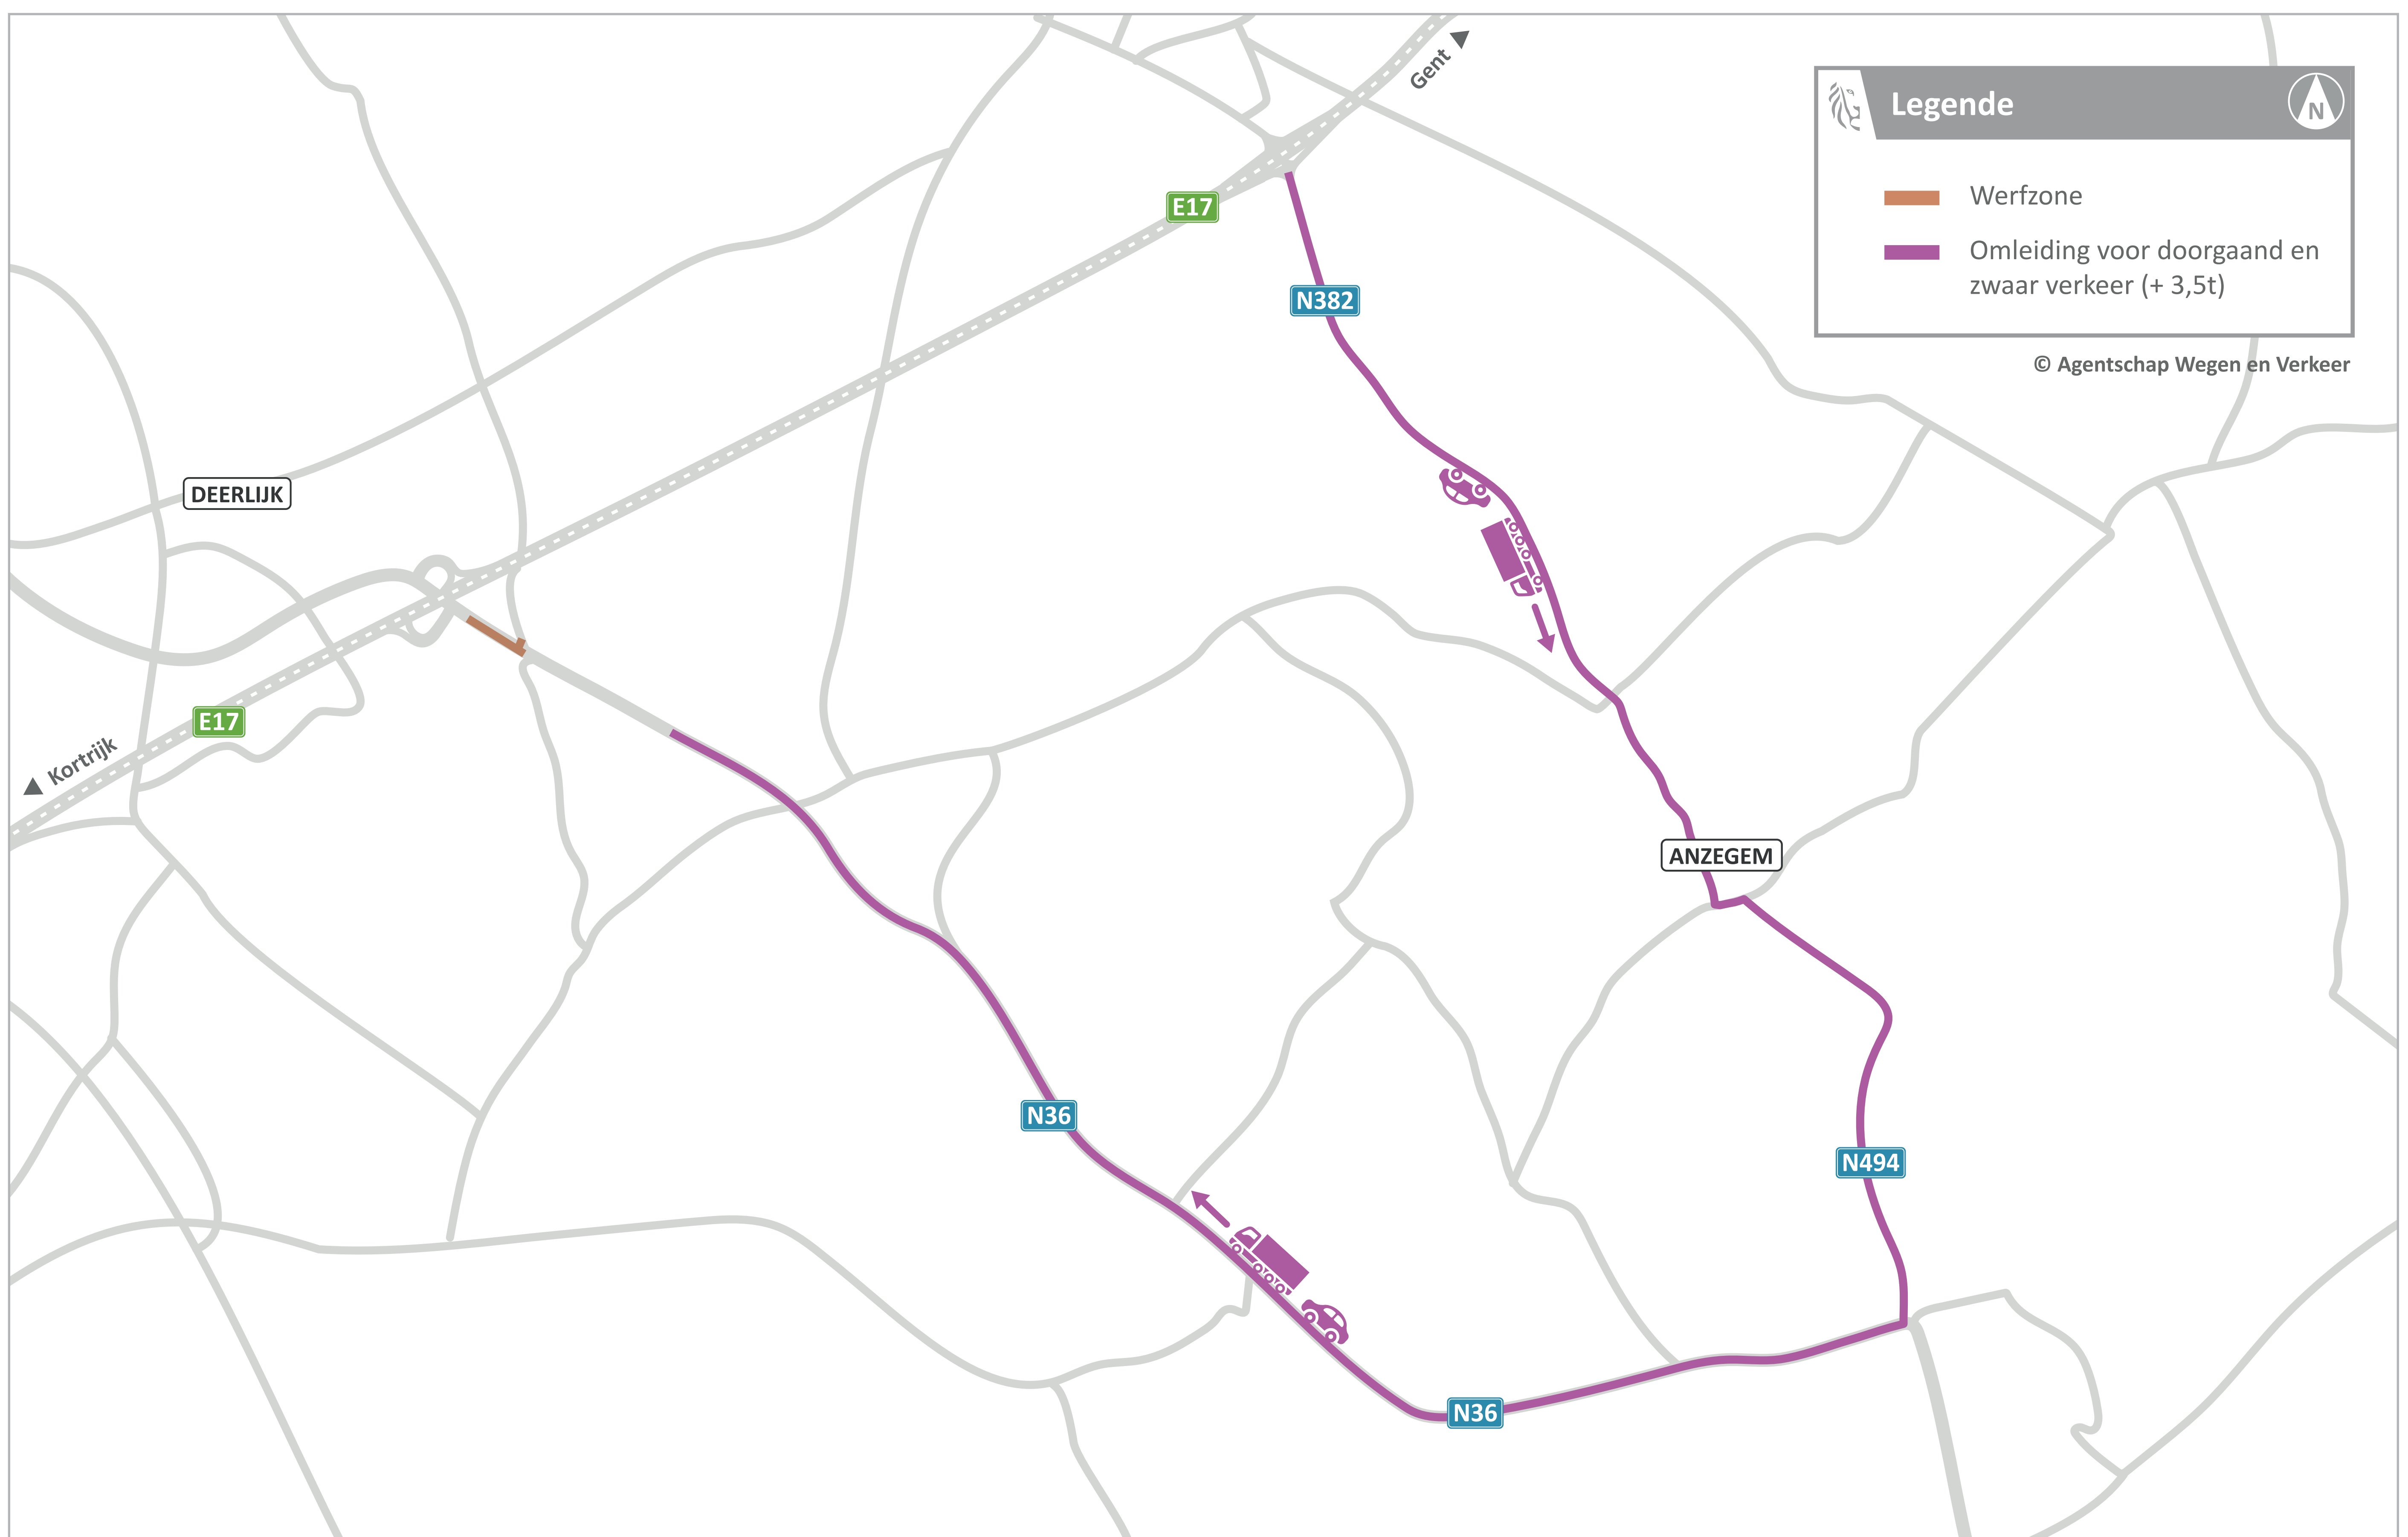 Gent
Legende
N
Werfzone
Omleiding voor doorgaand en
zwaar verkeer (+ 3,5t)
© Agentschap Wegen en Verkeer
E17
N382
DEERLIJK
E17
Kortrijk
ANZEGEM
N36
N494
N36